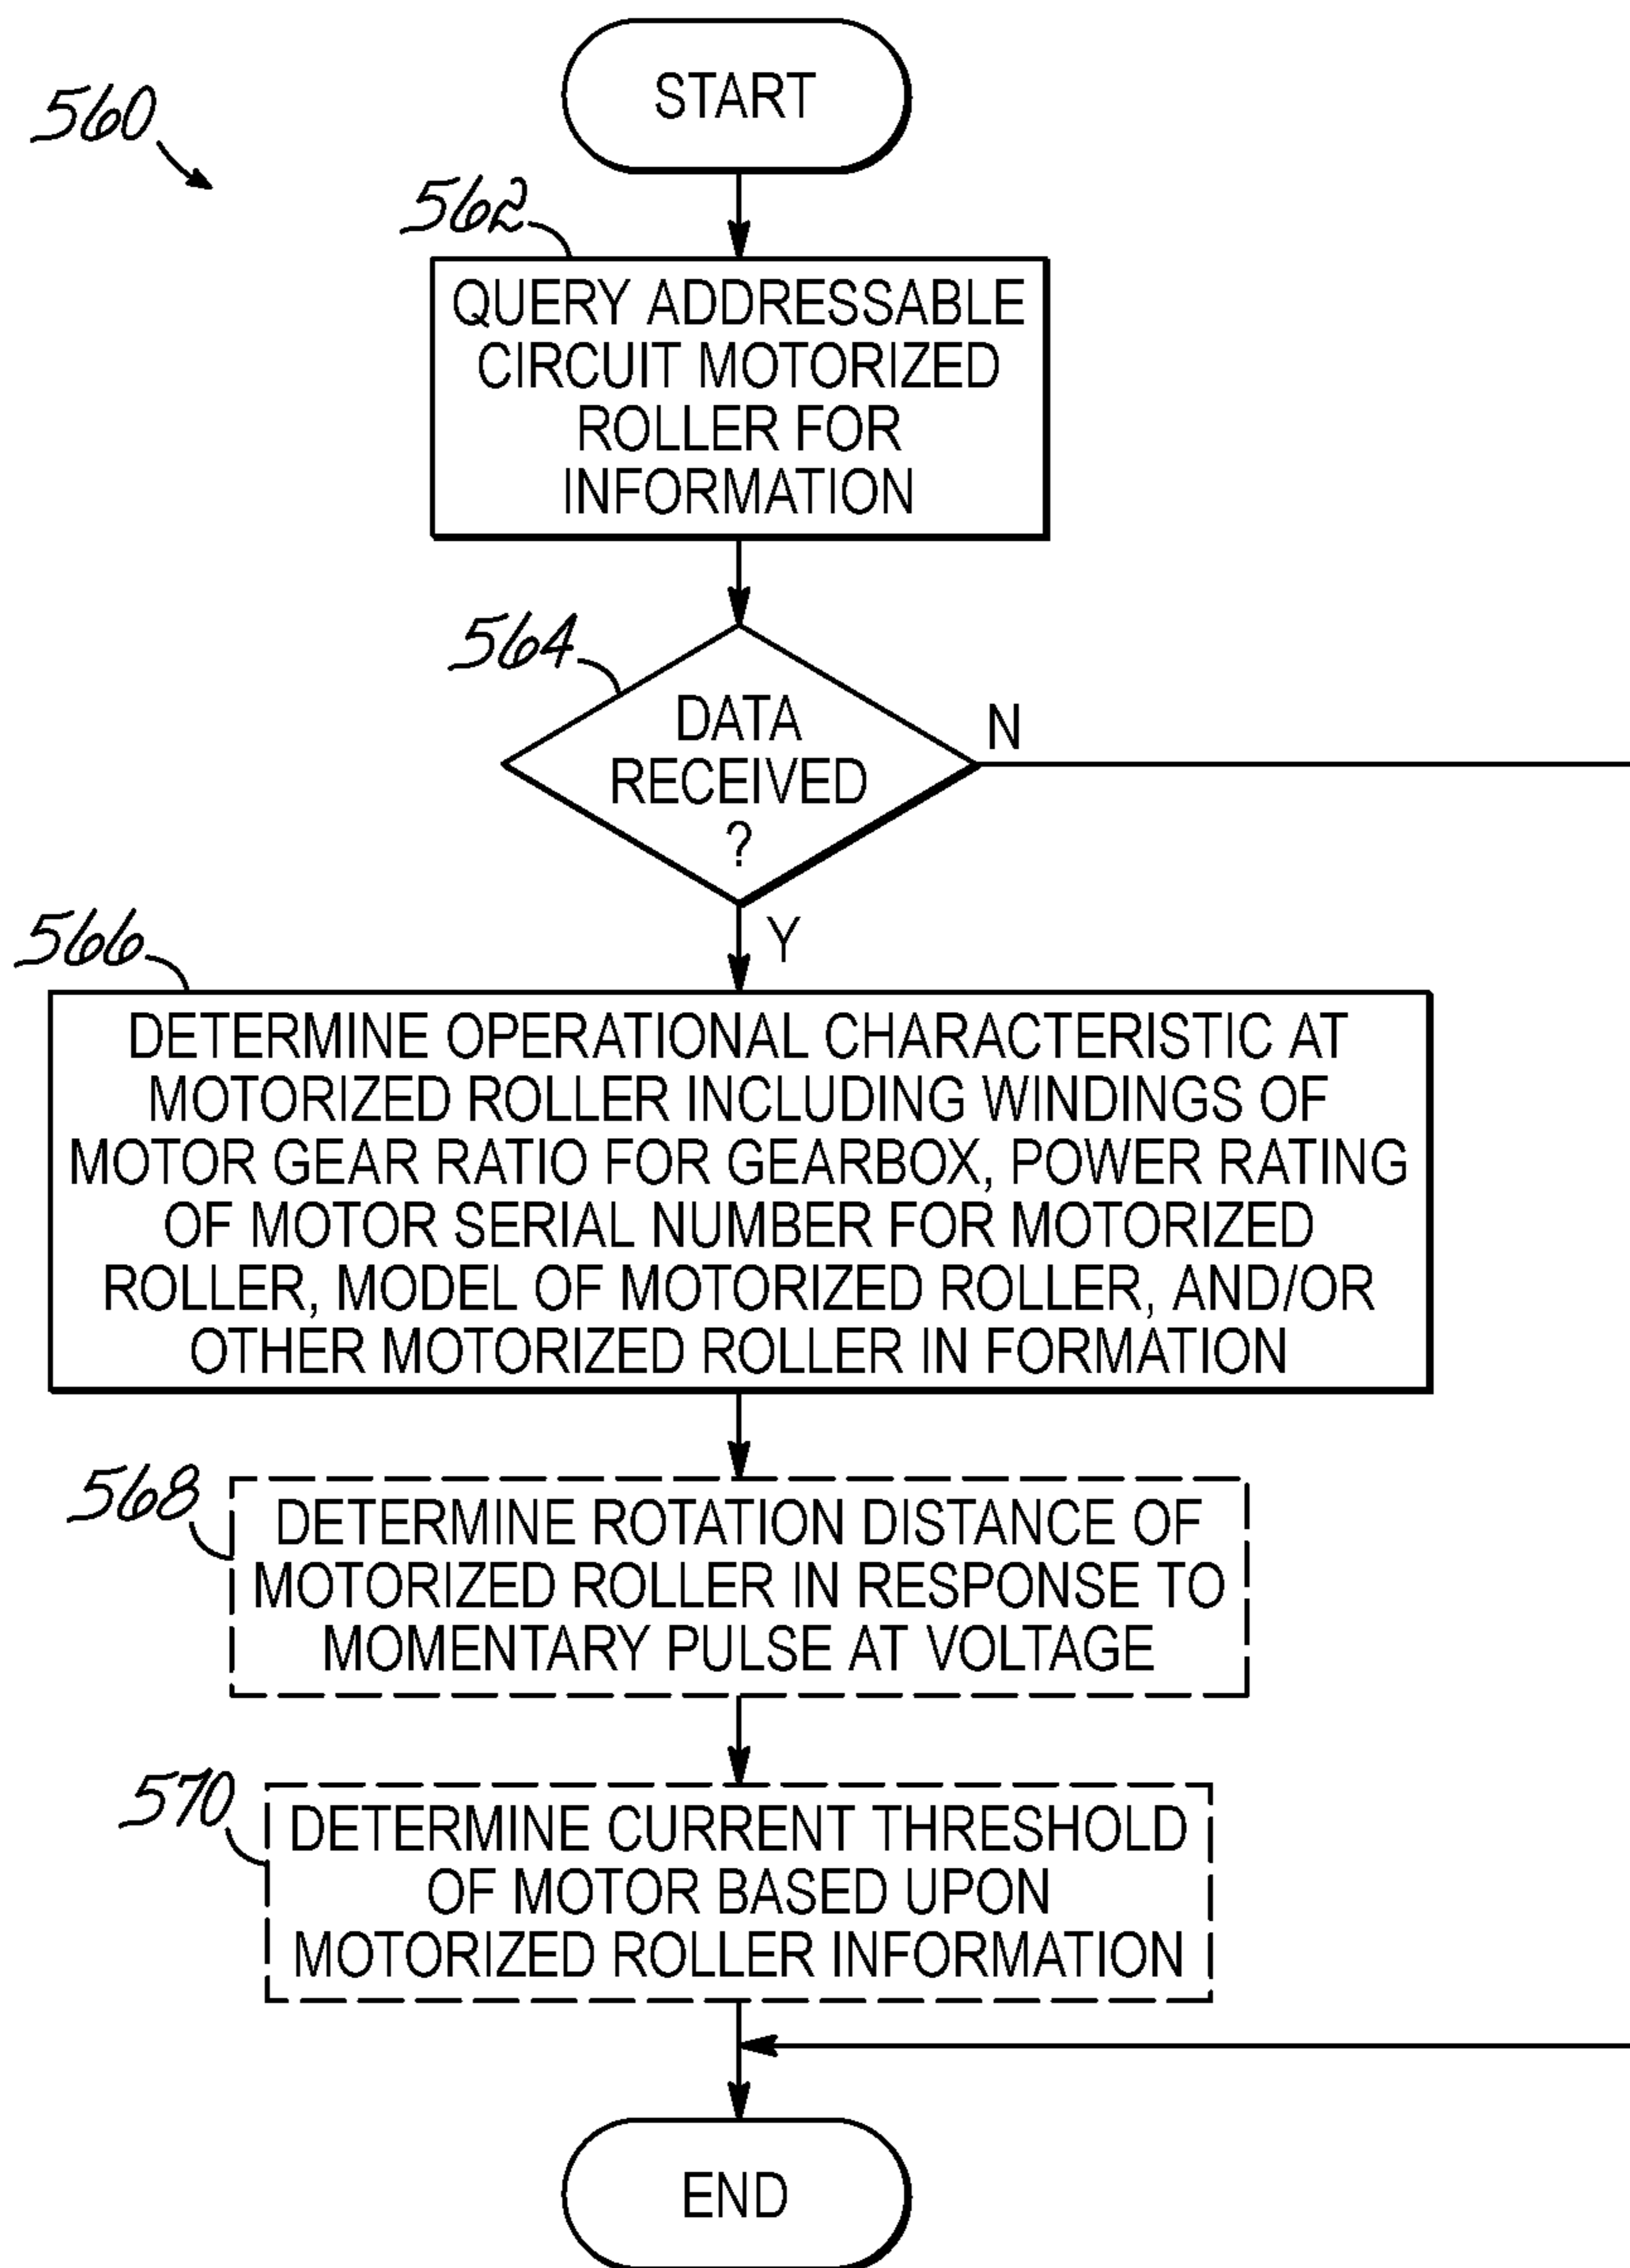 560
START
562
QUERY ADDRESSABLE
CIRCUIT MOTORIZED
ROLLER FOR
INFORMATION
564
DATA
RECEIVED
?
N
Y
566
DETERMINE OPERATIONAL CHARACTERISTIC AT
MOTORIZED ROLLER INCLUDING WINDINGS OF
MOTOR GEAR RATIO FOR GEARBOX, POWER RATING
OF MOTOR SERIAL NUMBER FOR MOTORIZED
ROLLER, MODEL OF MOTORIZED ROLLER, AND/OR
OTHER MOTORIZED ROLLER IN FORMATION
568
DETERMINE ROTATION DISTANCE OF
MOTORIZED ROLLER IN RESPONSE TO
MOMENTARY PULSE AT VOLTAGE
570
DETERMINE CURRENT THRESHOLD
OF MOTOR BASED UPON
MOTORIZED ROLLER INFORMATION
END